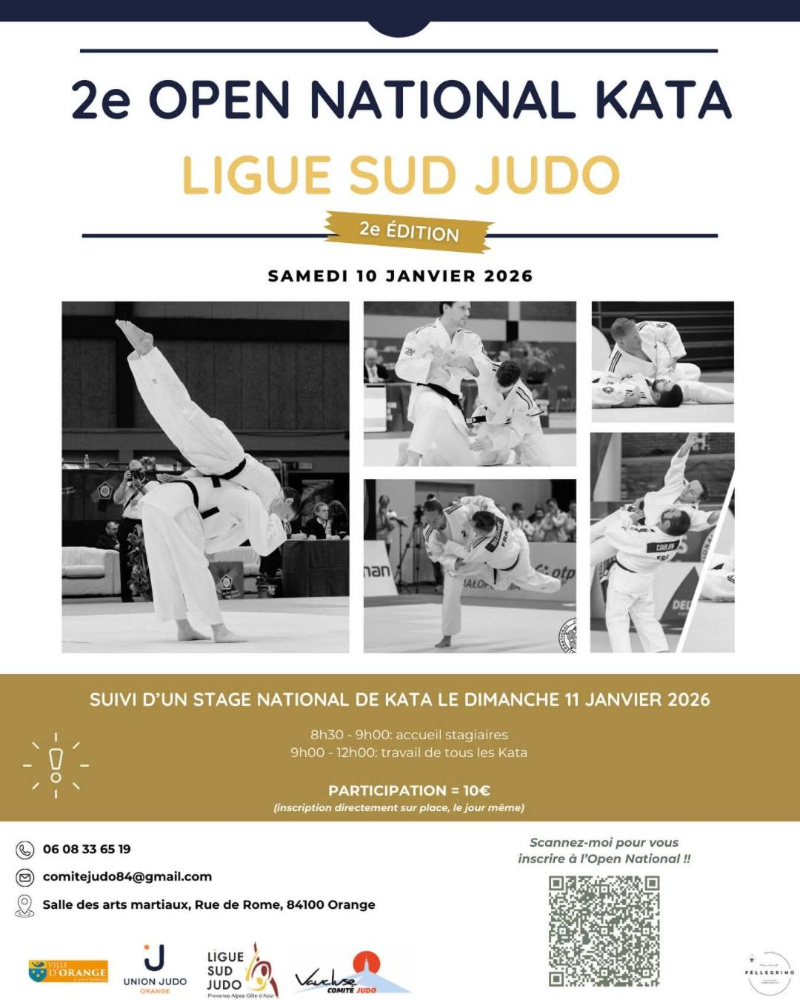 2e OPEN NATIONAL KATA
LIGUE SUD JUDO
2e ÉDITION
SAMEDI 10 JANVIER 2026
FRA
COULON
otp
SUIVI D'UN STAGE NATIONAL DE KATA LE DIMANCHE 11 JANVIER 2026
8h30 - 9h00: accueil stagiaires
9h00 - 12h00: travail de tous les Kata
PARTICIPATION = 10€
(inscription directement sur place, le jour même)
06 08 33 65 19
comitejudo84@gmail.com
Salle des arts martiaux, Rue de Rome, 84100 Orange
Scannez-moi pour vous
inscrire à l'Open National !!
VILLE
D'ORANGE
UNION JUDO
ORANGE
LIGUE
SUD
JUDO
Provence Alpes Côte d'Azur
Vaucluse
COMITE JUDO
PELLEGRINO